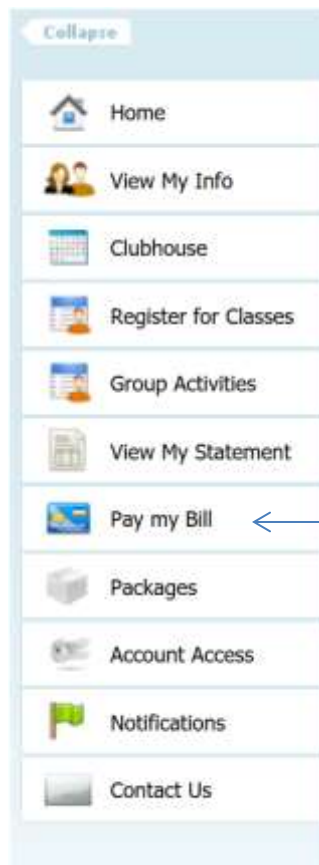 Collapse
Home
View My Info
Clubhouse
Register for Classes
Group Activities
View My Statement
Pay my Bill
Packages
Account Access
Notifications
Contact Us